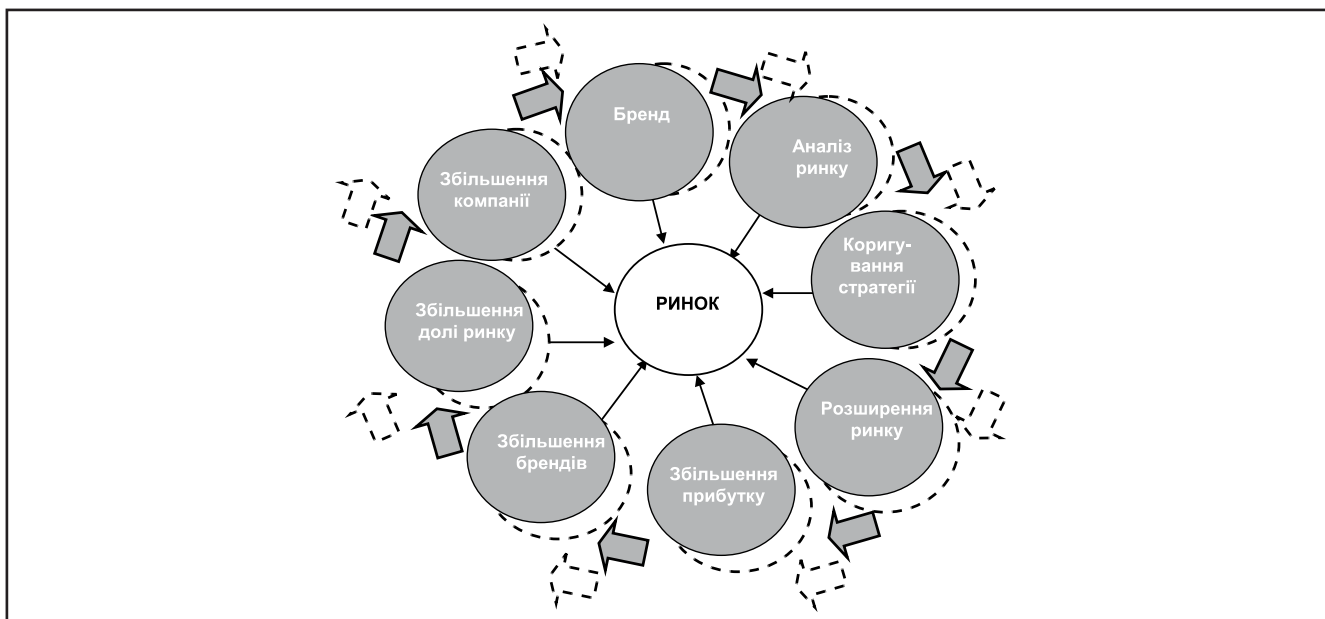 Бренд
Аналіз
ринку
Коригу-
вання
стратегії
Розширення
ринку
Збільшення
прибутку
Збільшення
брендів
Збільшення
долі ринку
Збільшення
компанії
РИНОК